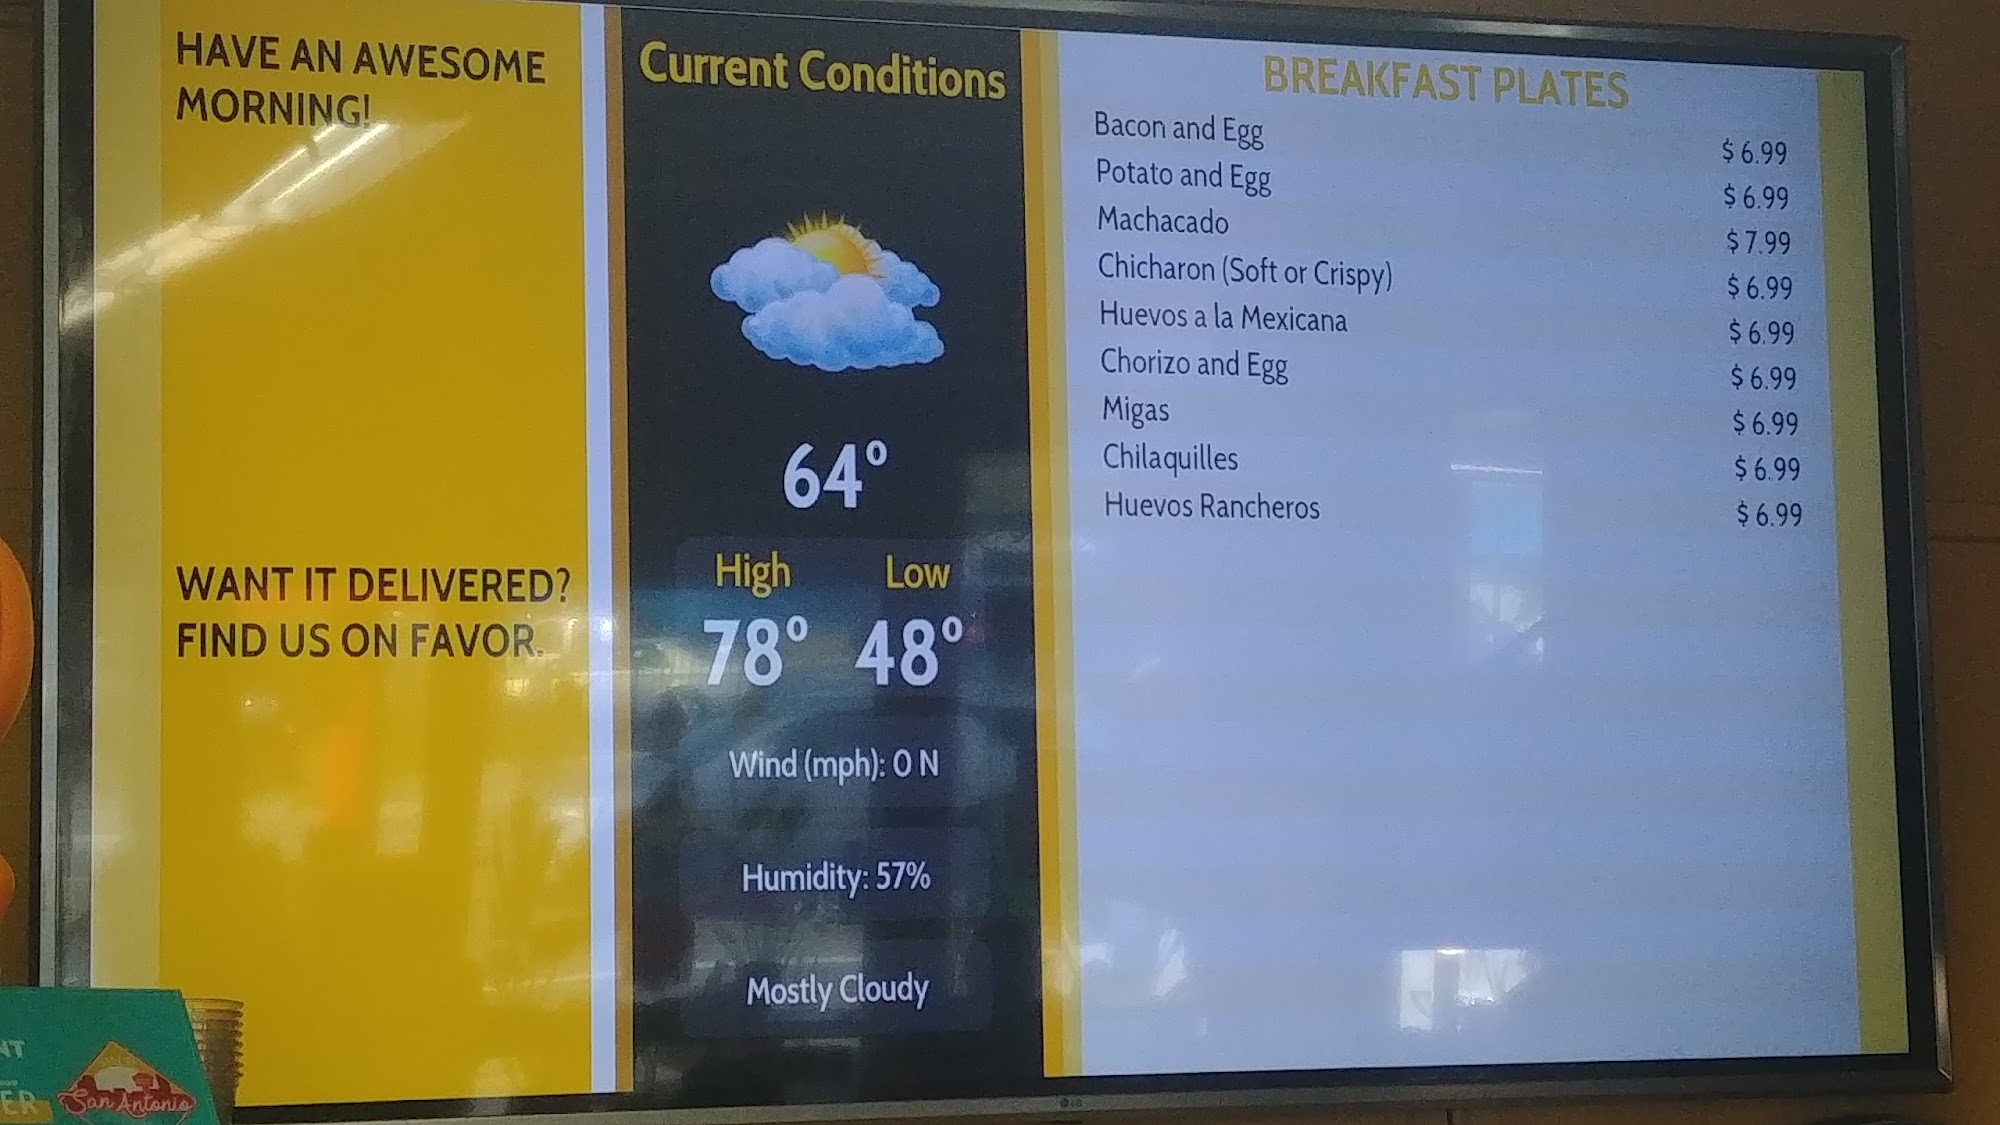 HAVE AN AWESOME
MORNING!
WANT IT DELIVERED?
FIND US ON FAVOR.
Current Conditions
64°
High Low
78° 48°
Wind (mph): 0 N
Humidity: 57%
Mostly Cloudy
BREAKFAST PLATES
Bacon and Egg $ 6.99
Potato and Egg $ 6.99
Machacado $ 7.99
Chicharon (Soft or Crispy) $ 6.99
Huevos a la Mexicana $ 6.99
Chorizo and Egg $ 6.99
Migas $ 6.99
Chilaquilles $ 6.99
Huevos Rancheros $ 6.99
San Antonio
LG